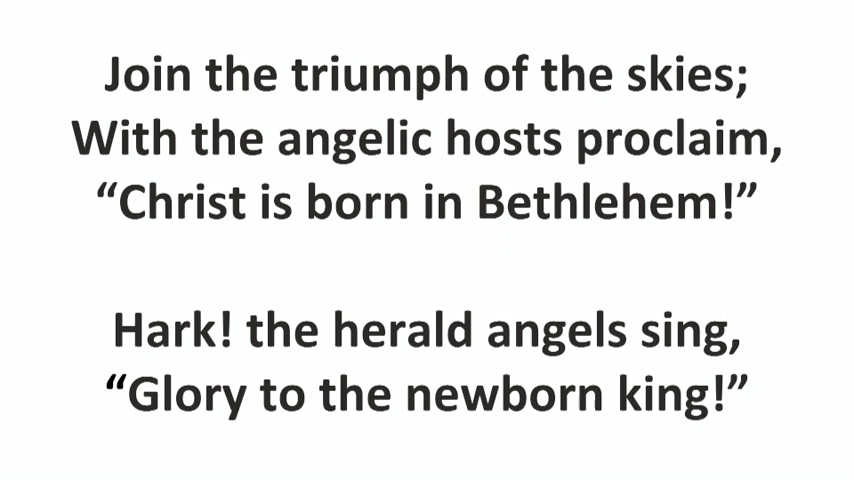 Join the triumph of the skies;
With the angelic hosts proclaim,
“Christ is born in Bethlehem!”
Hark! the herald angels sing,
“Glory to the newborn king!”